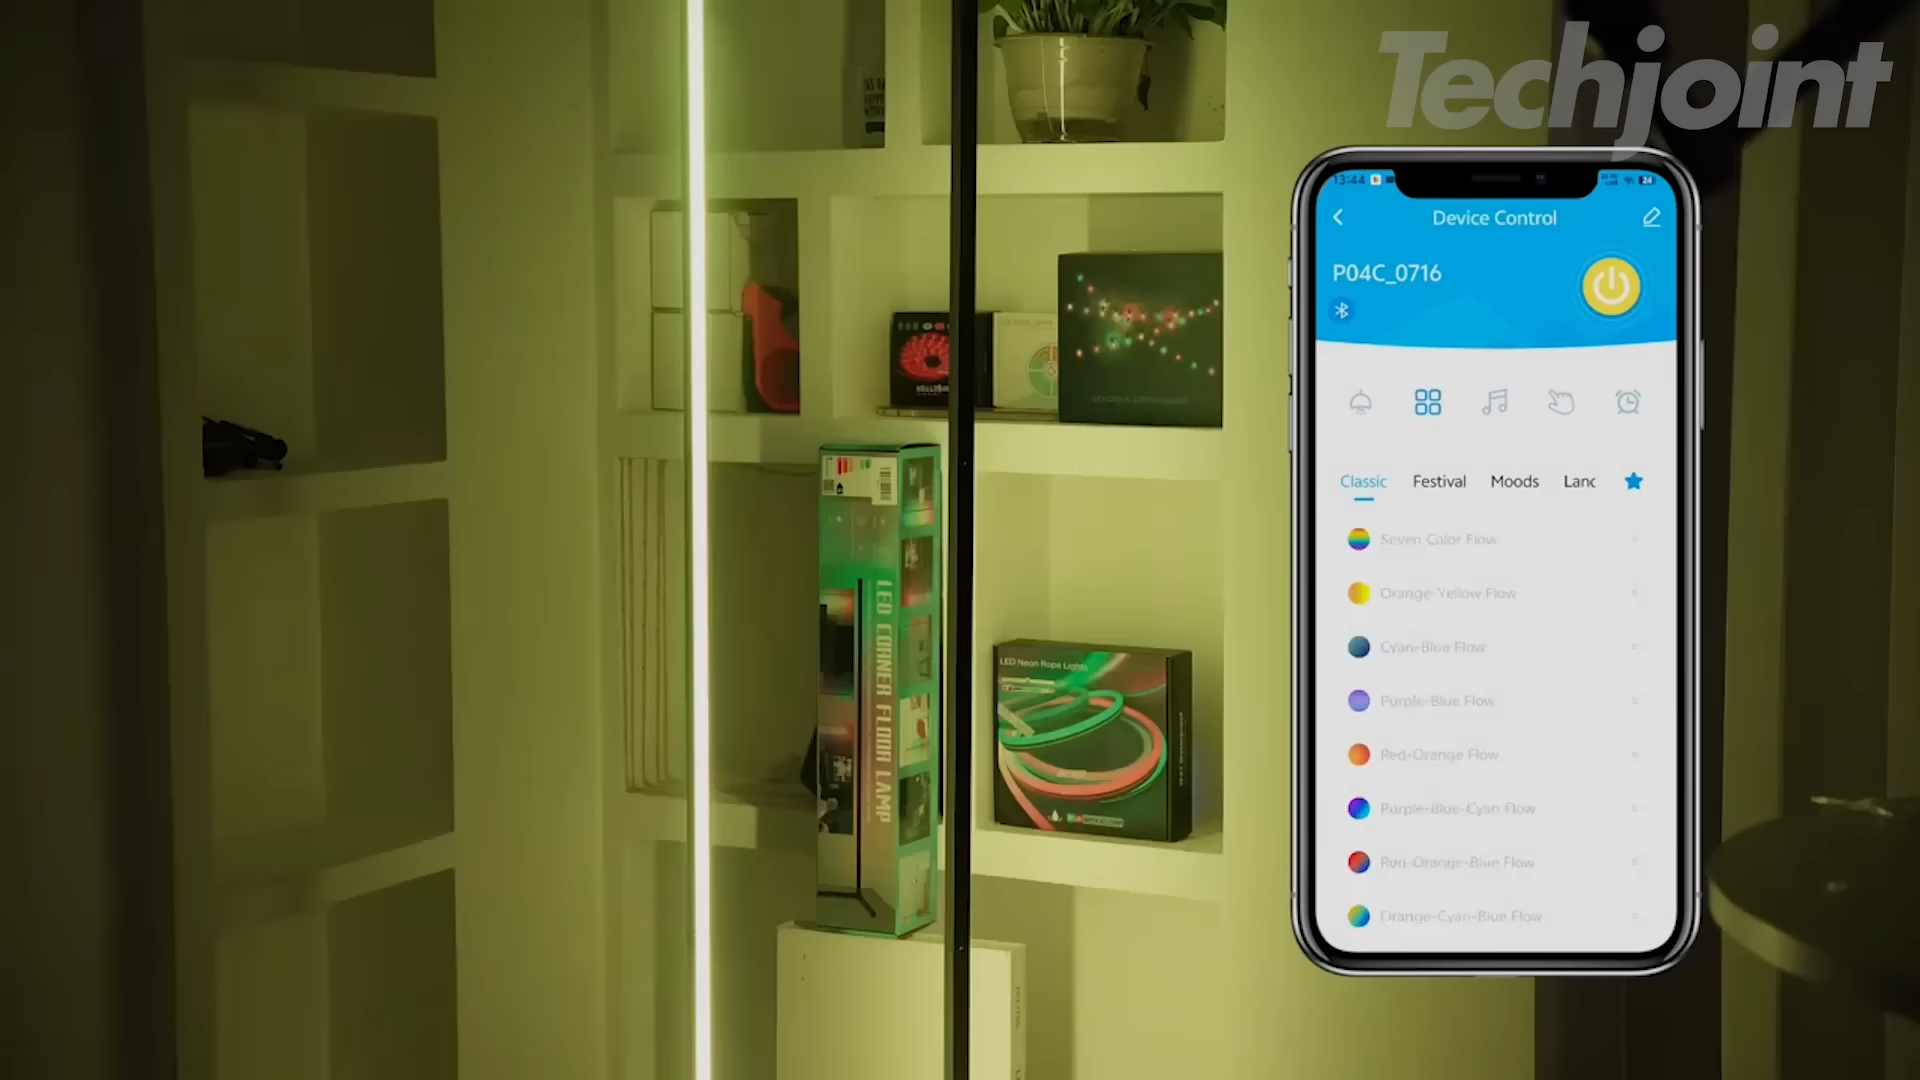 Techjoint
13:44
24
Device Control
P04C_0716
Classic
Festival
Moods
Lanc
Seven Color Flow
Orange-Yellow Flow
Cyan-Blue Flow
Purple-Blue Flow
Red-Orange Flow
Purple-Blue-Cyan Flow
Red-Orange-Blue Flow
Orange-Cyan-Blue Flow
LED CORNER FLOOR LAMP
LED Neon Rope Lights